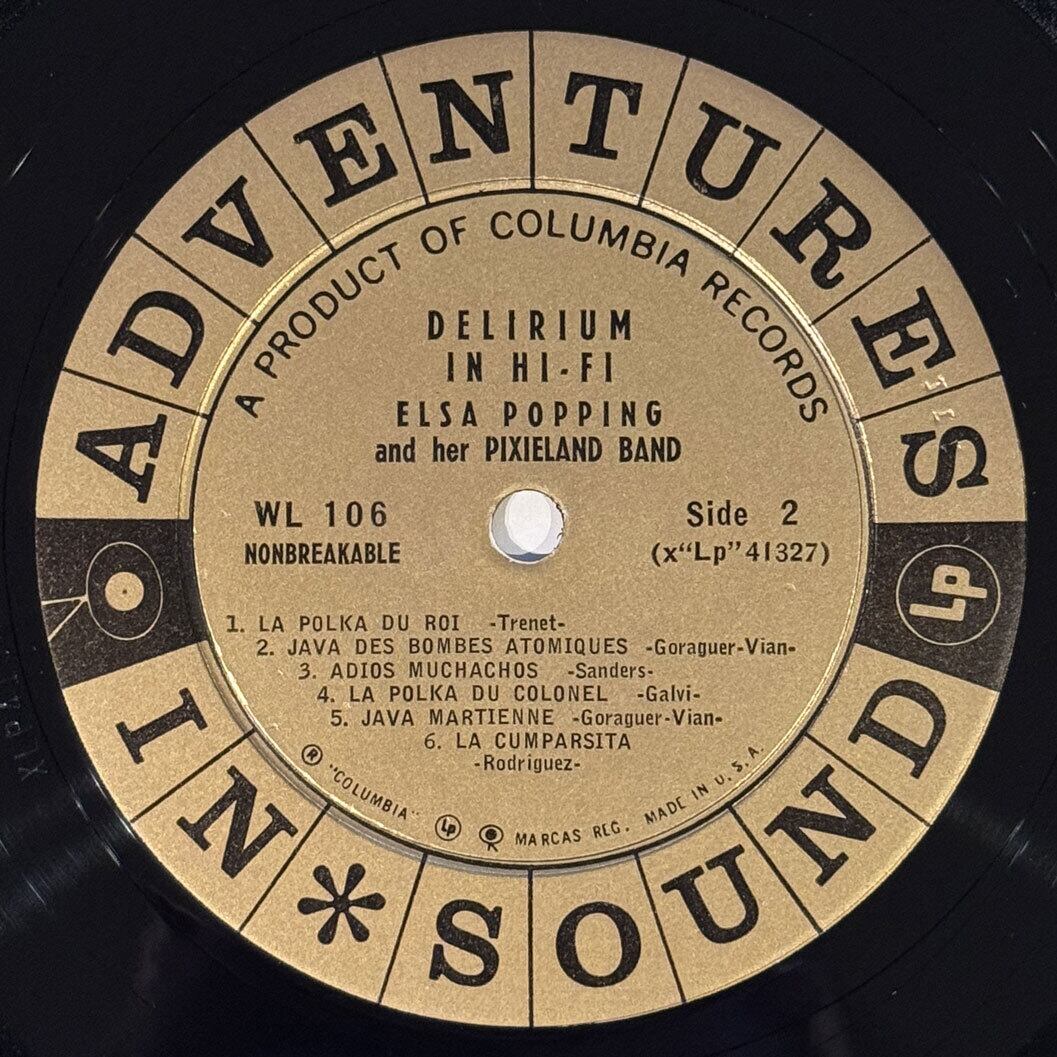 ADVENTURES
A PRODUCT OF COLUMBIA RECORDS
DELIRIUM
IN HI-FI
ELSA POPPING
and her PIXIELAND BAND
WL 106
NONBREAKABLE
Side 2
(x“Lp”41327)
Lp
1. LA POLKA DU ROI -Trenet-
2. JAVA DES BOMBES ATOMIQUES -Goraguer-Vian-
3. ADIOS MUCHACHOS -Sanders-
4. LA POLKA DU COLONEL -Galvi-
5. JAVA MARTIENNE -Goraguer-Vian-
6. LA CUMPARSITA
-Rodriguez-
® "COLUMBIA" Lp MARCAS REG. MADE IN U.S.A.
IN * SOUND